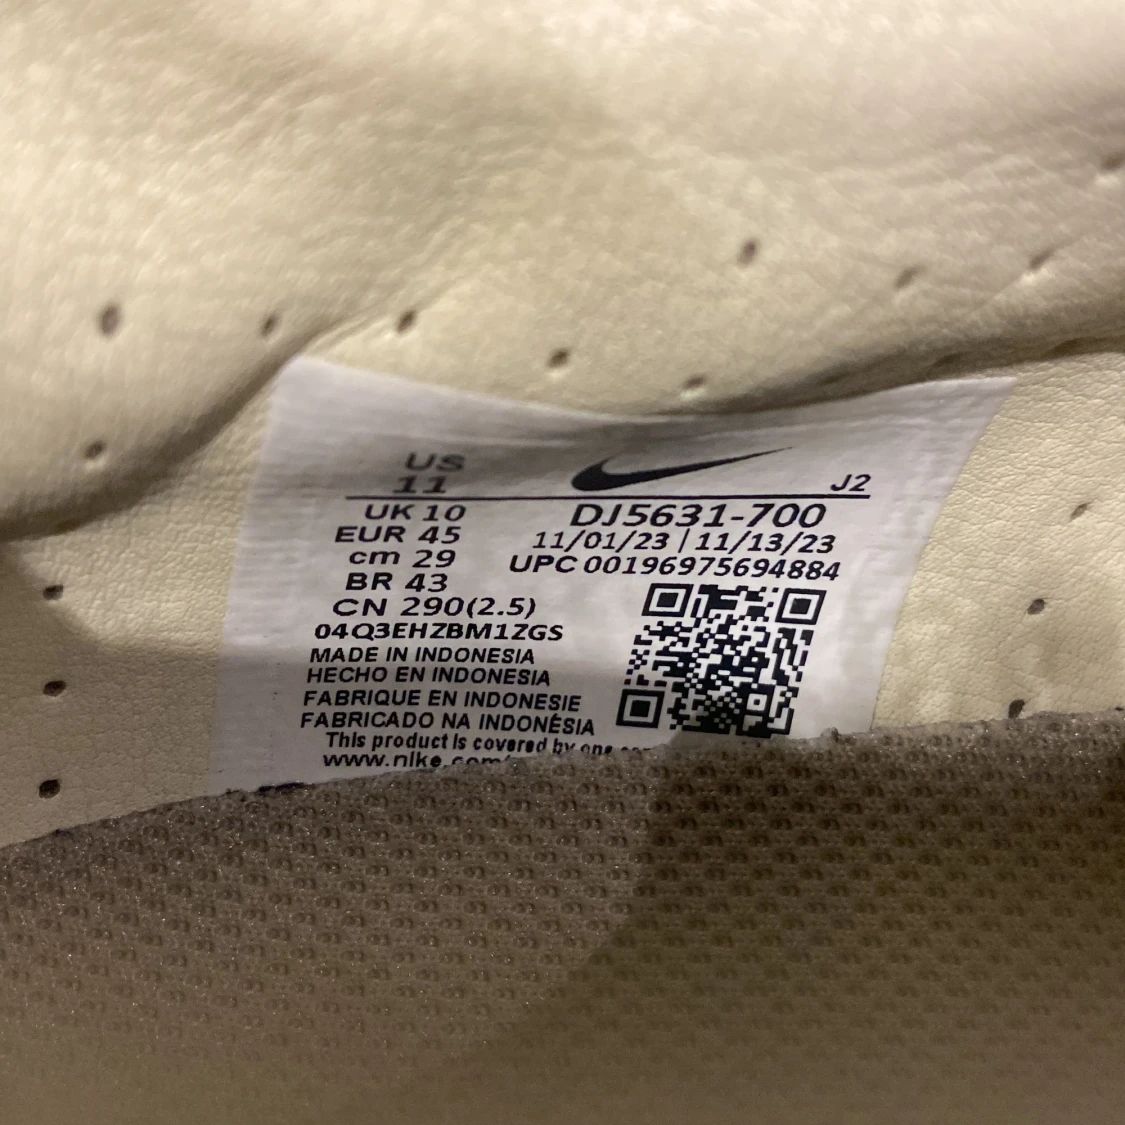 US
11
J2
UK 10
EUR 45
cm 29
BR 43
CN 290(2.5)
DJ5631-700
11/01/23 | 11/13/23
UPC 00196975694884
04Q3EHZBM1ZGS
MADE IN INDONESIA
HECHO EN INDONESIA
FABRIQUE EN INDONESIE
FABRICADO NA INDONÉSIA
This product is covered by one
www.nike.com/